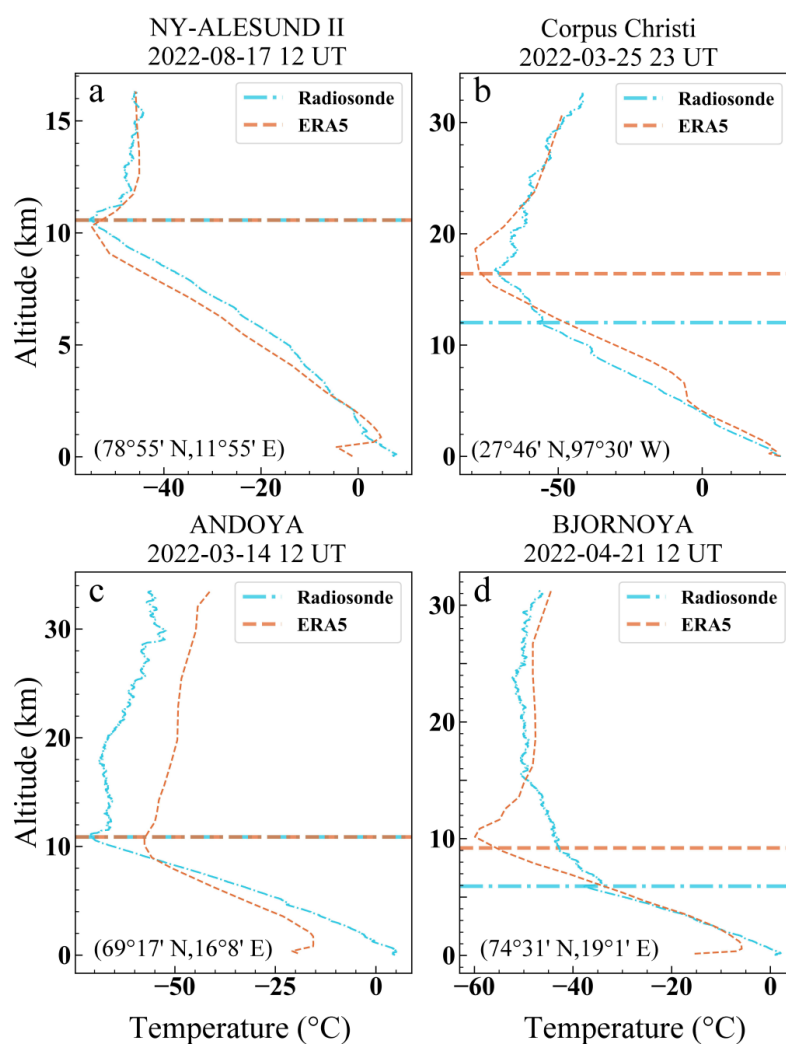 NY-ALESUND II
2022-08-17 12 UT
a
Radiosonde
ERA5
15
10
5
0
Altitude (km)
(78°55' N,11°55' E)
−40
−20
0
Corpus Christi
2022-03-25 23 UT
b
Radiosonde
ERA5
30
20
10
0
(27°46' N,97°30' W)
-50
0
ANDOYA
2022-03-14 12 UT
c
Radiosonde
ERA5
30
20
10
0
Altitude (km)
(69°17' N,16°8' E)
−50
0
Temperature (°C)
BJORNOYA
2022-04-21 12 UT
d
Radiosonde
ERA5
30
20
10
0
(74°31' N,19°1' E)
−60
−40
−20
0
Temperature (°C)